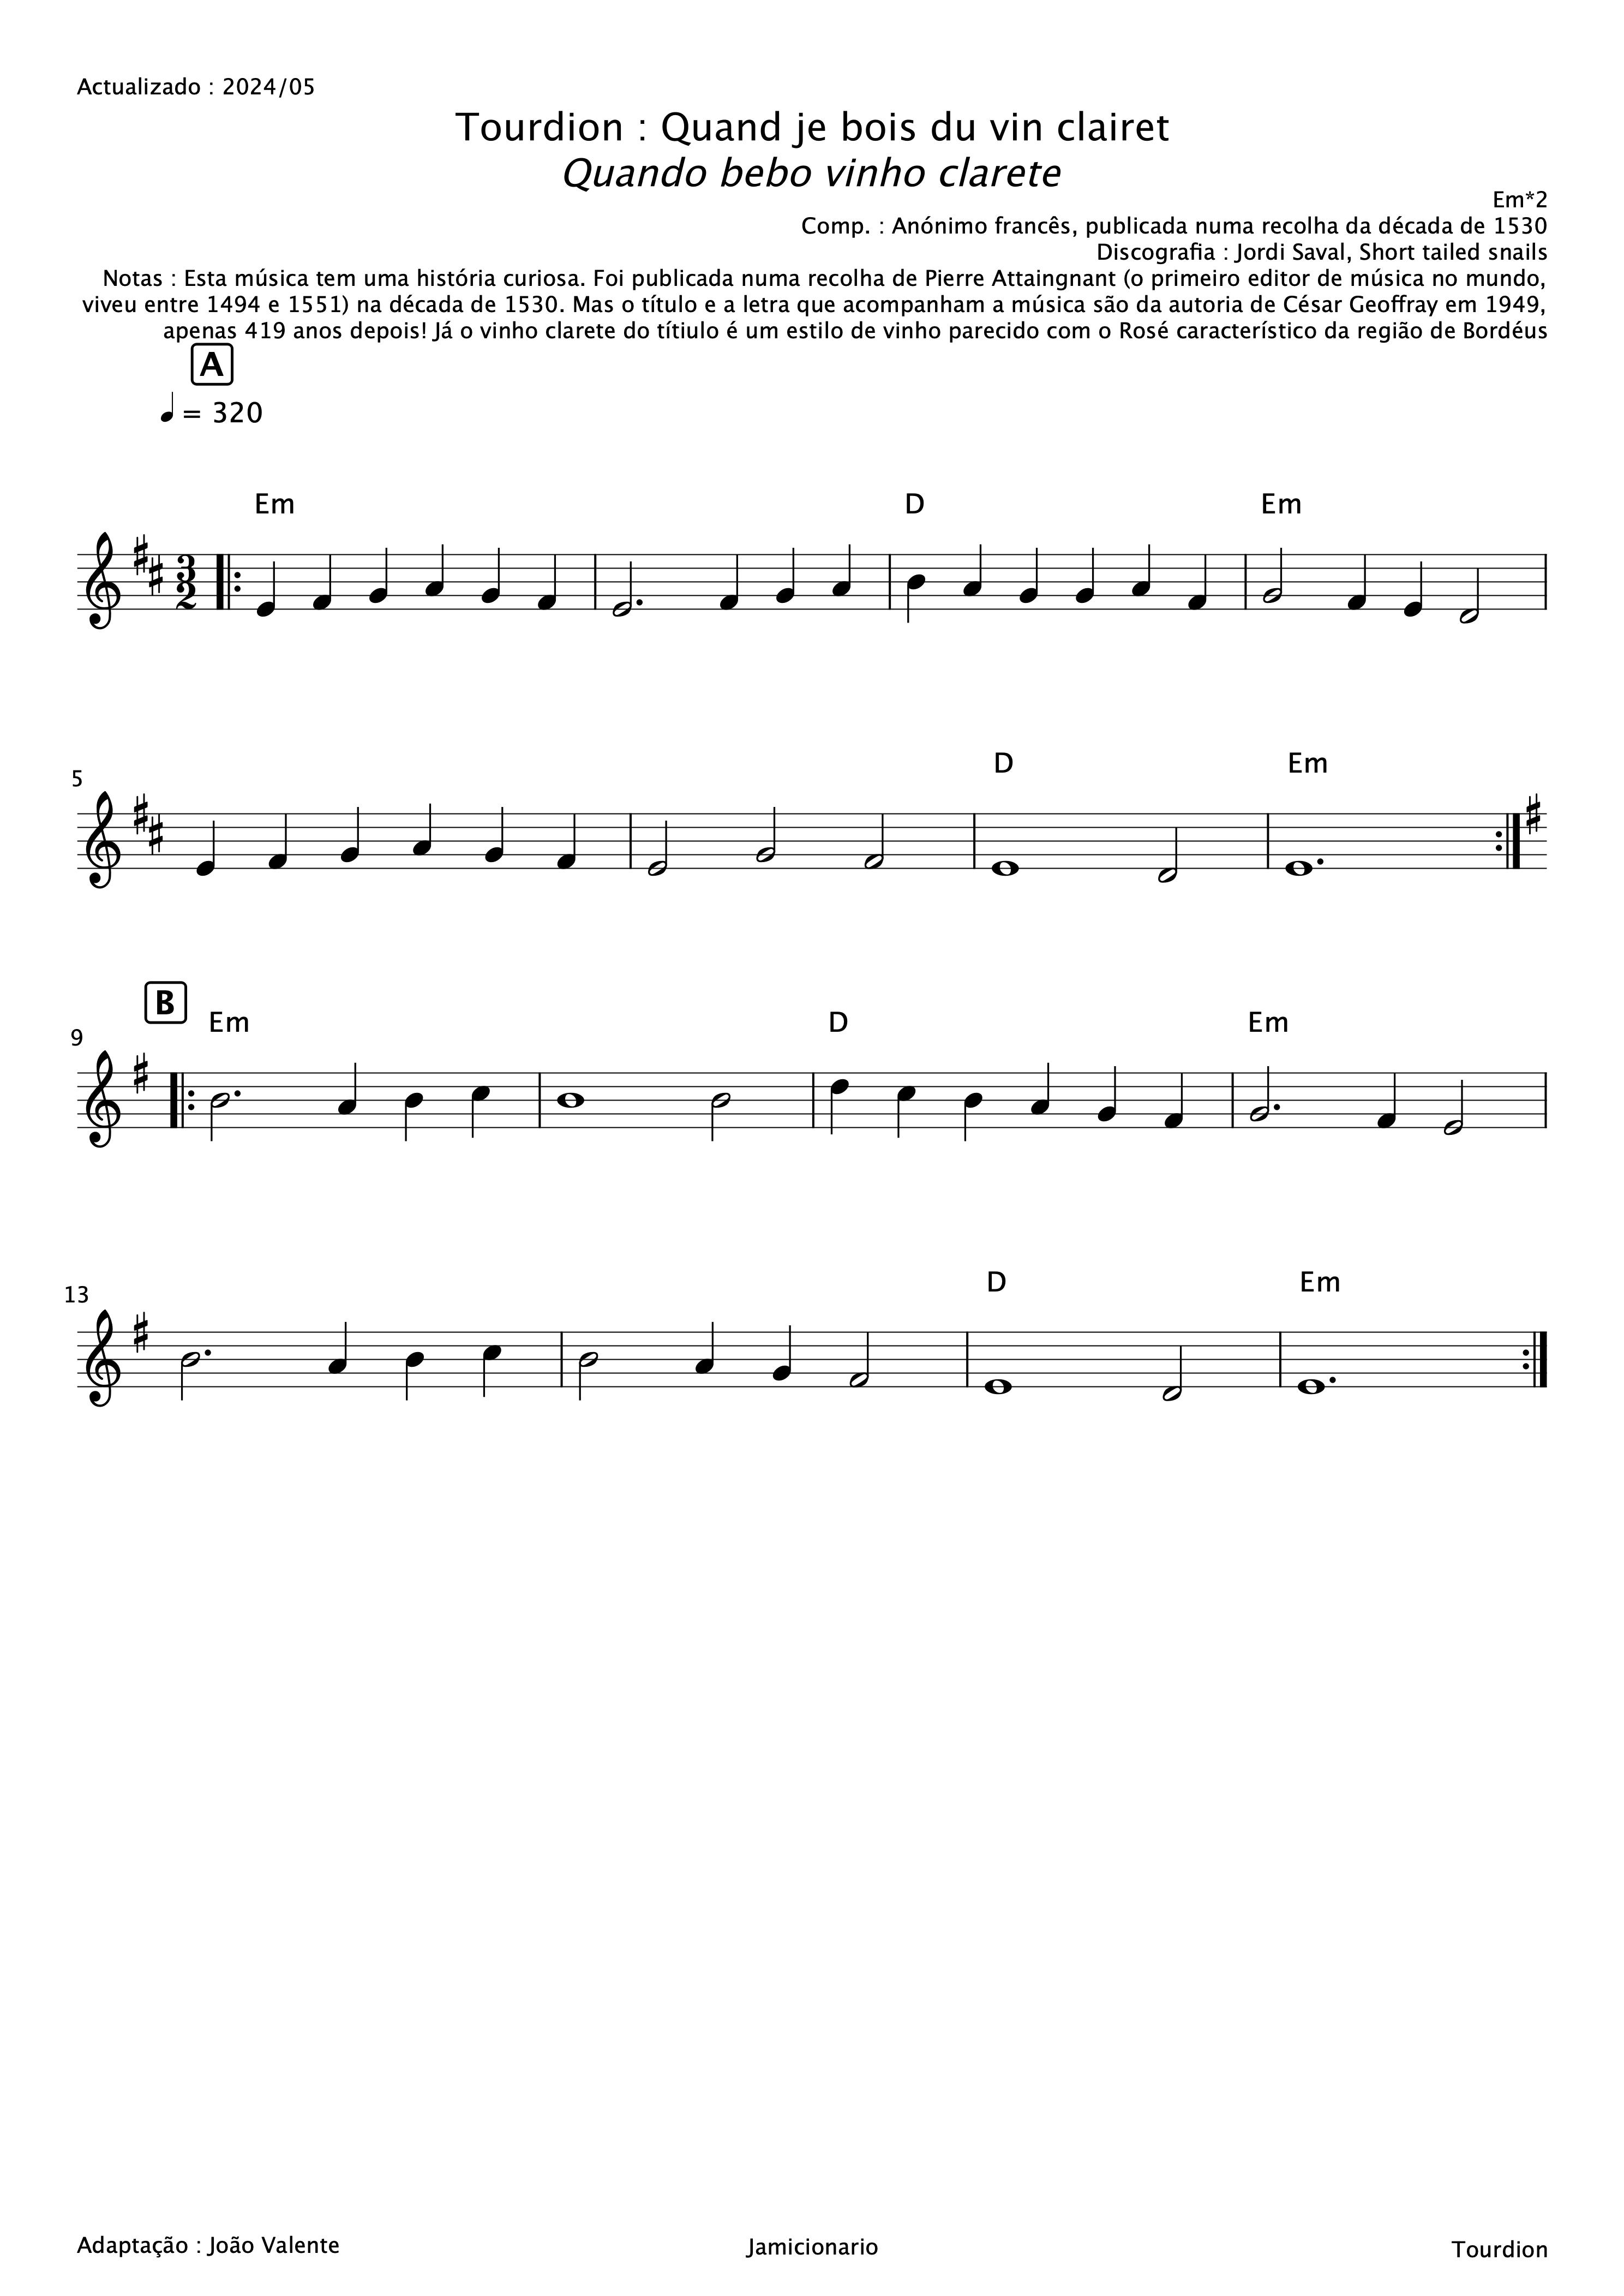 Actualizado : 2024/05
Tourdion : Quand je bois du vin clairet
Quando bebo vinho clarete
Em*2
Comp. : Anónimo francês, publicada numa recolha da década de 1530
Discografia : Jordi Saval, Short tailed snails
Notas : Esta música tem uma história curiosa. Foi publicada numa recolha de Pierre Attaingnant (o primeiro editor de música no mundo,
viveu entre 1494 e 1551) na década de 1530. Mas o título e a letra que acompanham a música são da autoria de César Geoffray em 1949,
apenas 419 anos depois! Já o vinho clarete do títiulo é um estilo de vinho parecido com o Rosé característico da região de Bordéus
A
= 320
Em D Em
3
2
D Em
5
B
Em D Em
9
D Em
13
Adaptação : João Valente Jamicionario Tourdion